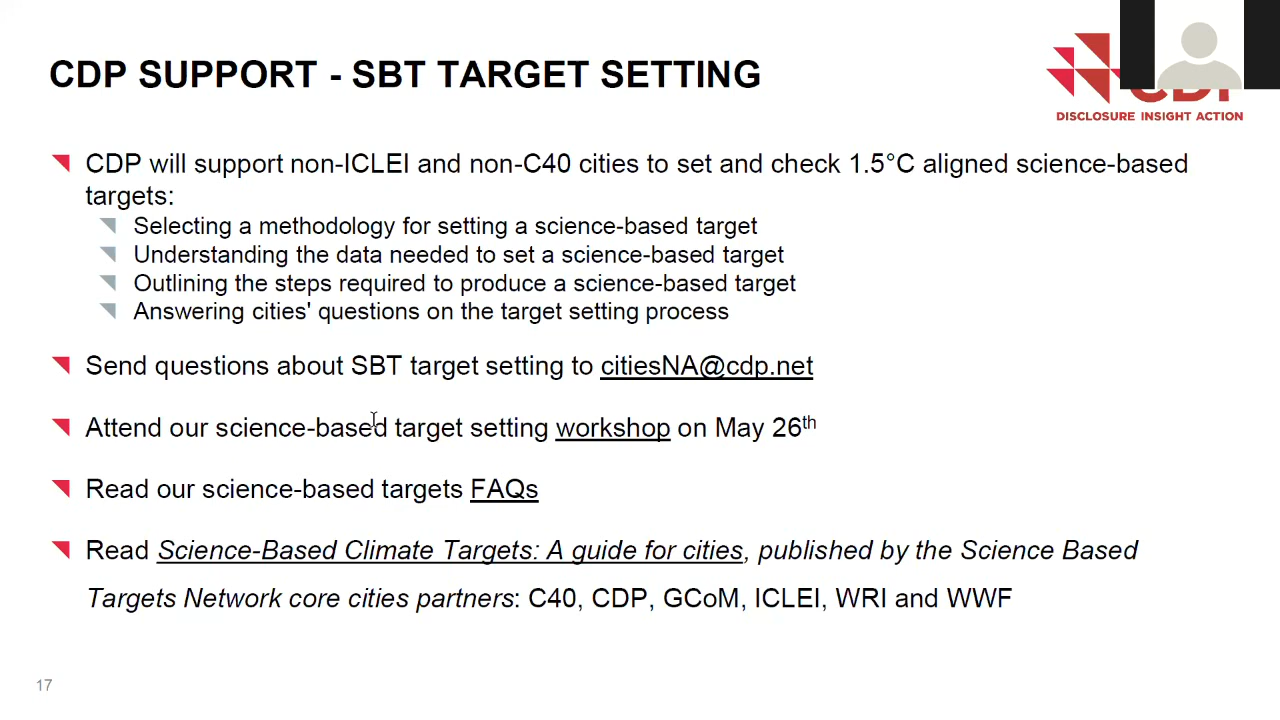 CDP SUPPORT - SBT TARGET SETTING
DISCLOSURE INSIGHT ACTION
CDP will support non-ICLEI and non-C40 cities to set and check 1.5°C aligned science-based
targets:
Selecting a methodology for setting a science-based target
Understanding the data needed to set a science-based target
Outlining the steps required to produce a science-based target
Answering cities' questions on the target setting process
Send questions about SBT target setting to citiesNA@cdp.net
Attend our science-based target setting workshop on May 26th
Read our science-based targets FAQs
Read Science-Based Climate Targets: A guide for cities, published by the Science Based
Targets Network core cities partners: C40, CDP, GCoM, ICLEI, WRI and WWF
17